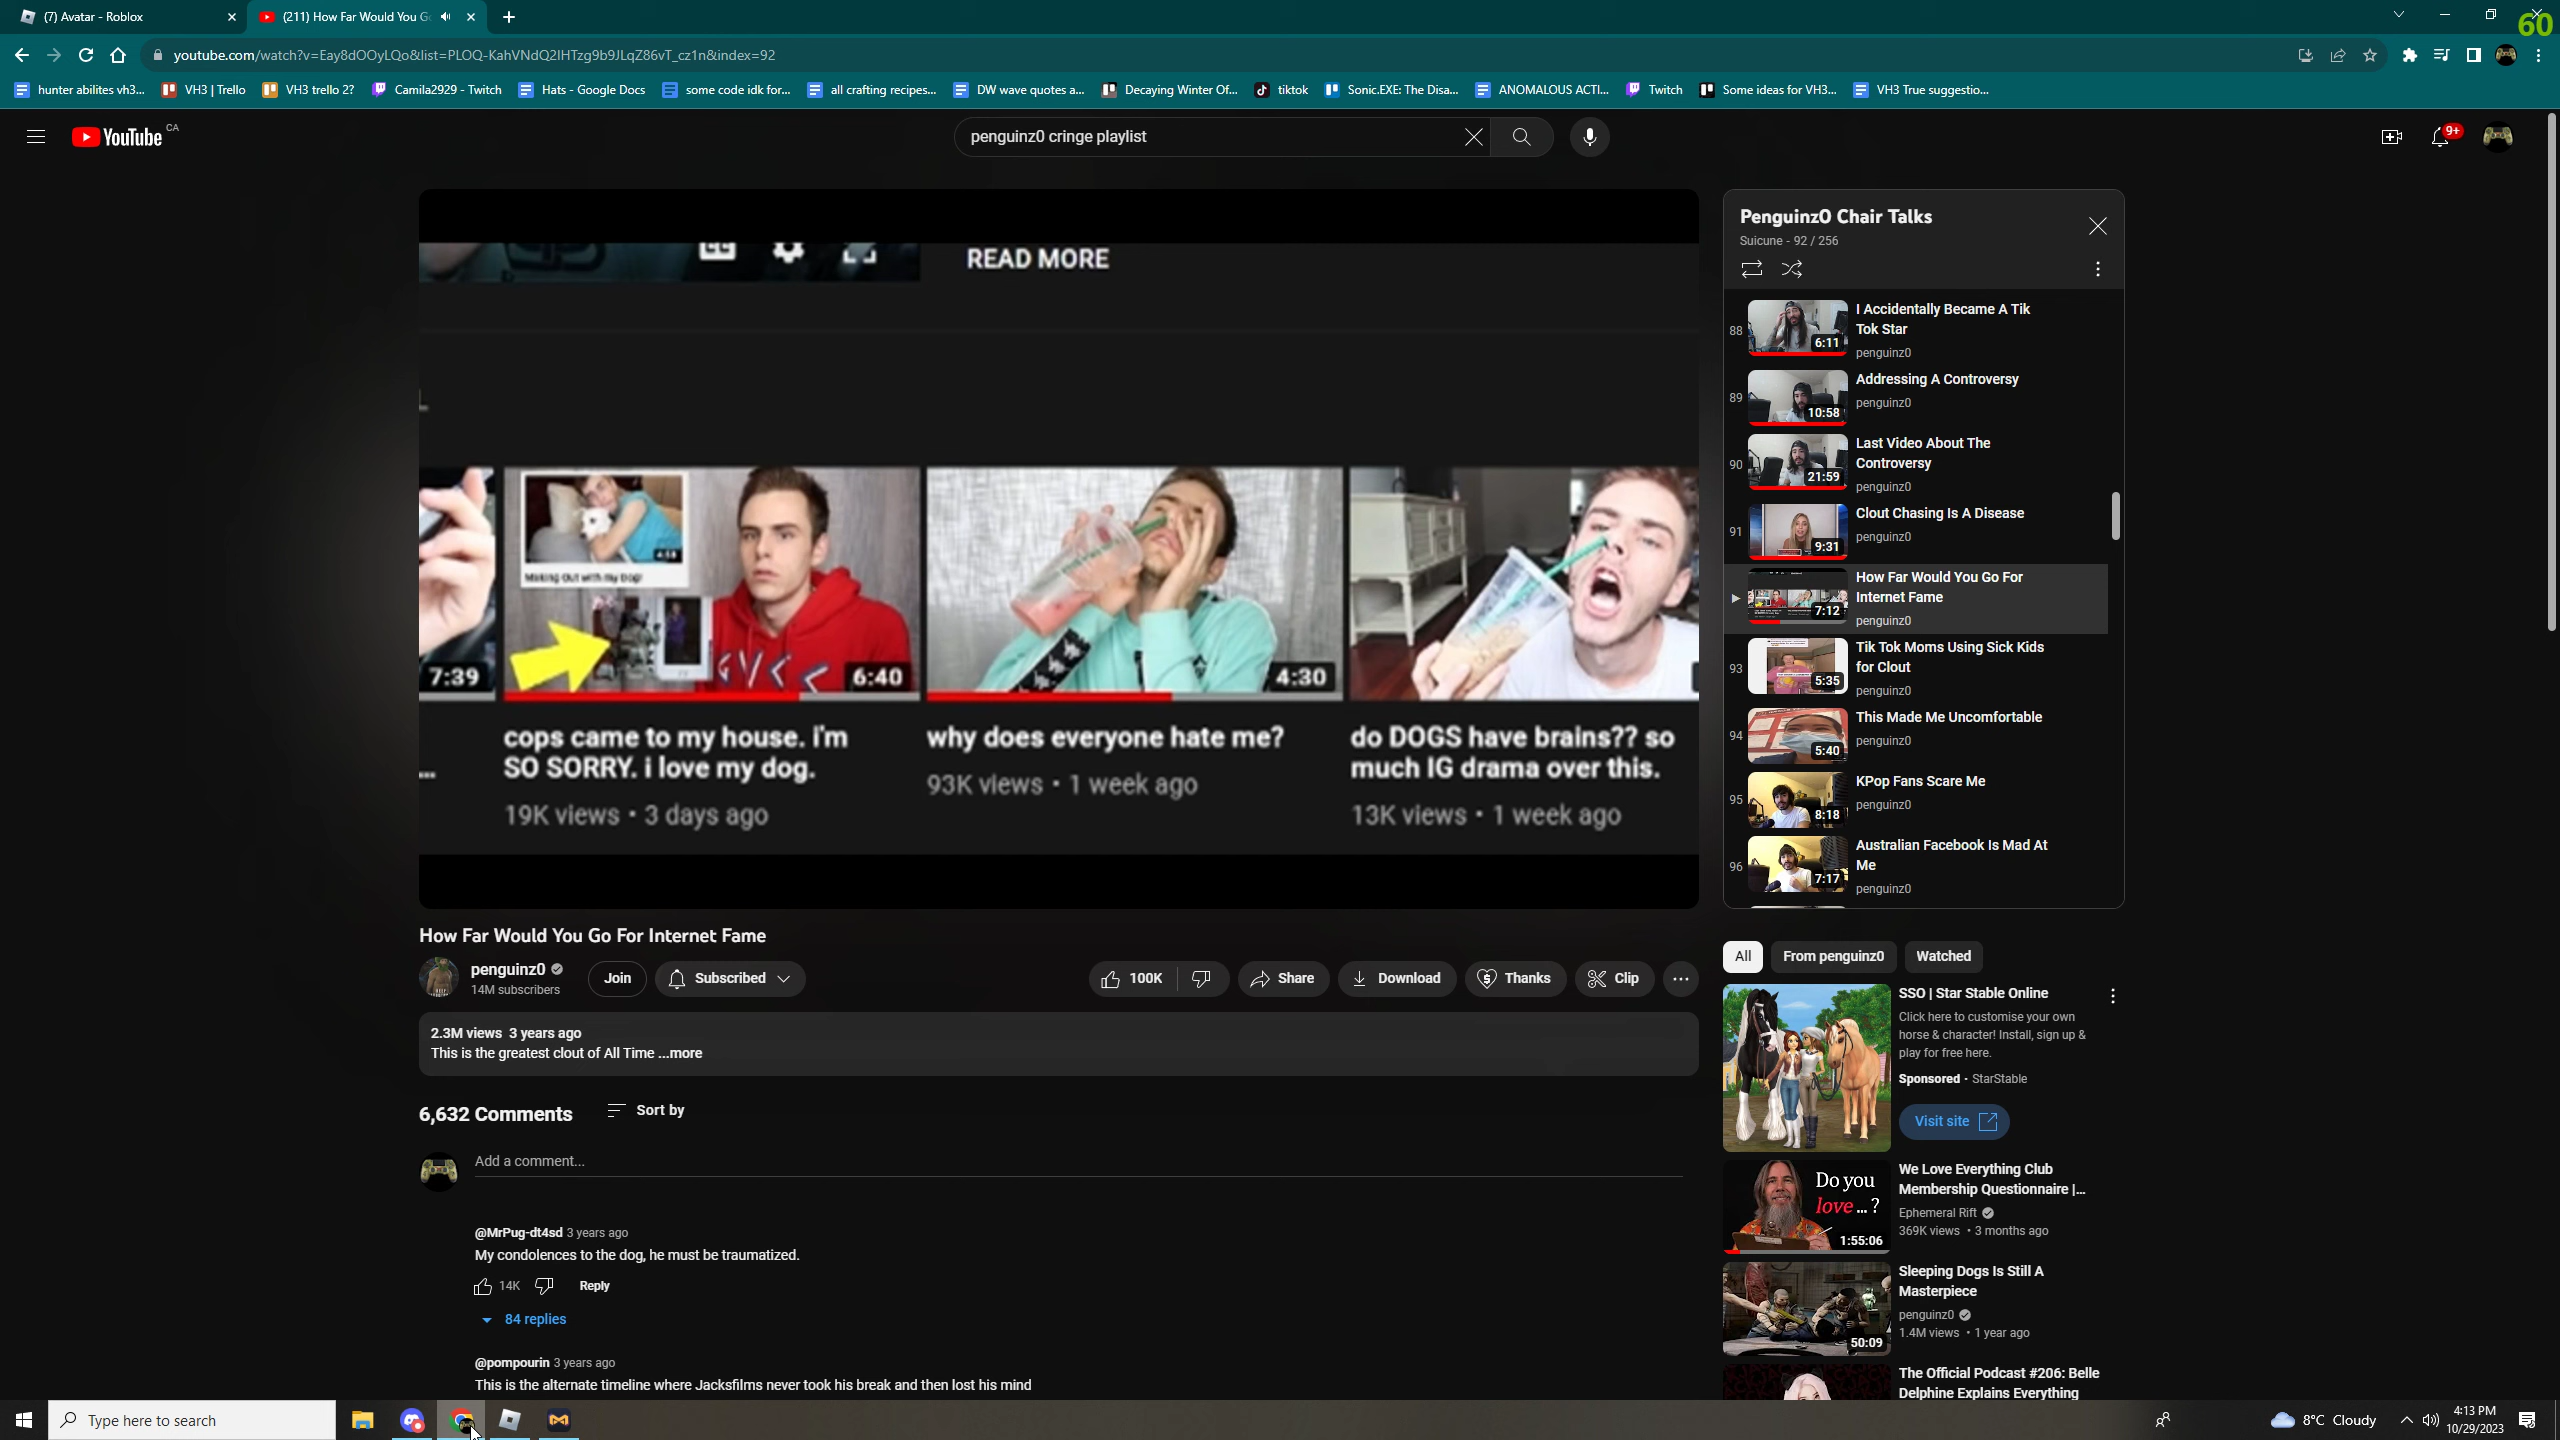 (7) Avatar - Roblox
(211) How Far Would You G
60
youtube.com/watch?v=Eay8dOOyLQo&list=PLOQ-KahVNdQ2IHTzg9b9JLqZ86vT_cz1n&index=92
hunter abilites vh3...
VH3 | Trello
VH3 trello 2?
Camila2929 - Twitch
Hats - Google Docs
some code idk for...
all crafting recipes...
DW wave quotes a...
Decaying Winter Of...
tiktok
Sonic.EXE: The Disa...
ANOMALOUS ACTI...
Twitch
Some ideas for VH3...
VH3 True suggestio...
YouTube CA
penguinz0 cringe playlist
9+
READ MORE
7:39
4:58
Making Out with my Dog!
6:40
4:30
cops came to my house. I'm
SO SORRY. i love my dog.
19K views • 3 days ago
why does everyone hate me?
93K views • 1 week ago
do DOGS have brains?? so
much IG drama over this.
13K views • 1 week ago
PenguinzO Chair Talks
Suicune - 92 / 256
88
6:11
I Accidentally Became A Tik
Tok Star
penguinz0
89
10:58
Addressing A Controversy
penguinz0
90
21:59
Last Video About The
Controversy
penguinz0
91
9:31
Clout Chasing Is A Disease
penguinz0
7:12
How Far Would You Go For
Internet Fame
penguinz0
93
5:35
Tik Tok Moms Using Sick Kids
for Clout
penguinz0
94
5:40
This Made Me Uncomfortable
penguinz0
95
8:18
KPop Fans Scare Me
penguinz0
96
7:17
Australian Facebook Is Mad At
Me
penguinz0
How Far Would You Go For Internet Fame
penguinz0
14M subscribers
Join
Subscribed
100K
Share
Download
Thanks
Clip
2.3M views 3 years ago
This is the greatest clout of All Time ...more
6,632 Comments
Sort by
Add a comment...
@MrPug-dt4sd 3 years ago
My condolences to the dog, he must be traumatized.
14K
Reply
84 replies
@pompourin 3 years ago
This is the alternate timeline where Jacksfilms never took his break and then lost his mind
All
From penguinz0
Watched
SSO | Star Stable Online
Click here to customise your own
horse & character! Install, sign up &
play for free here.
Sponsored • StarStable
Visit site
Do you
love ...?
1:55:06
We Love Everything Club
Membership Questionnaire |...
Ephemeral Rift
369K views • 3 months ago
50:09
Sleeping Dogs Is Still A
Masterpiece
penguinz0
1.4M views • 1 year ago
The Official Podcast #206: Belle
Delphine Explains Everything
Type here to search
8°C Cloudy
4:13 PM
10/29/2023